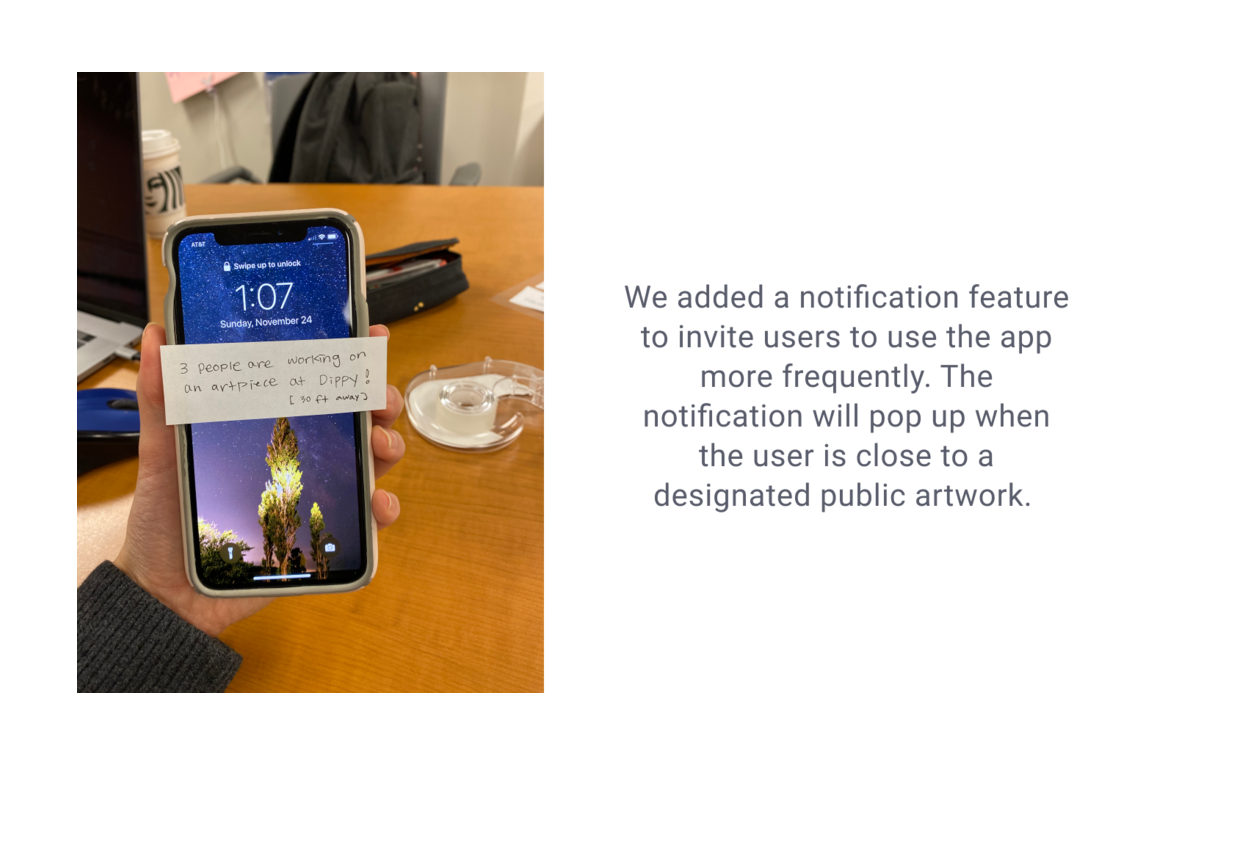 AT&T
Swipe up to unlock
1:07
Sunday, November 24
3 people are working on
an artpiece at Dippy!
[30 ft away]
We added a notification feature
to invite users to use the app
more frequently. The
notification will pop up when
the user is close to a
designated public artwork.